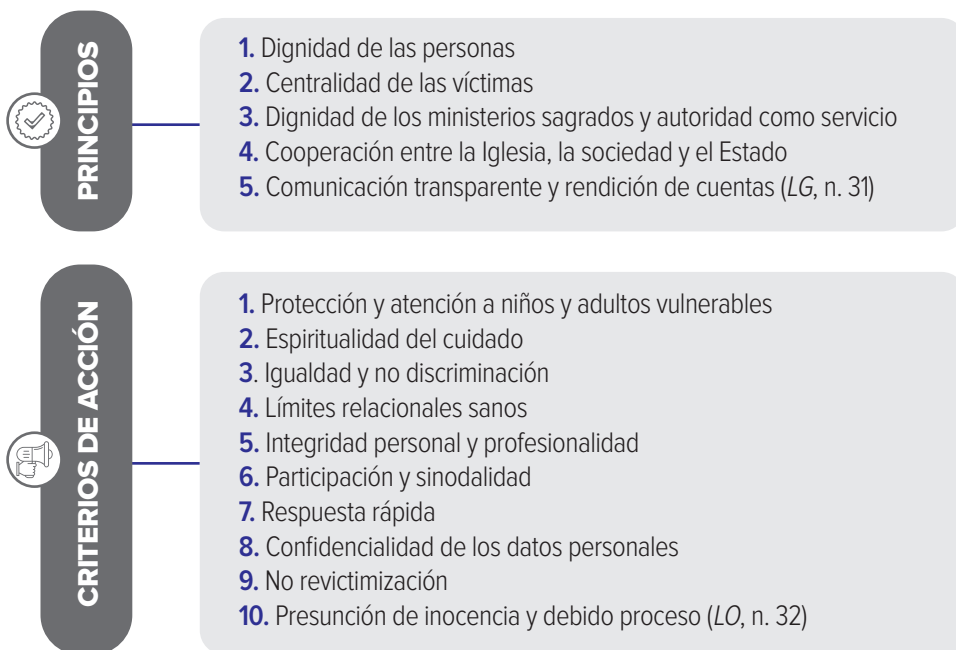 PRINCIPIOS
1. Dignidad de las personas
2. Centralidad de las víctimas
3. Dignidad de los ministerios sagrados y autoridad como servicio
4. Cooperación entre la Iglesia, la sociedad y el Estado
5. Comunicación transparente y rendición de cuentas (LG, n. 31)
CRITERIOS DE ACCIÓN
1. Protección y atención a niños y adultos vulnerables
2. Espiritualidad del cuidado
3. Igualdad y no discriminación
4. Límites relacionales sanos
5. Integridad personal y profesionalidad
6. Participación y sinodalidad
7. Respuesta rápida
8. Confidencialidad de los datos personales
9. No revictimización
10. Presunción de inocencia y debido proceso (LO, n. 32)